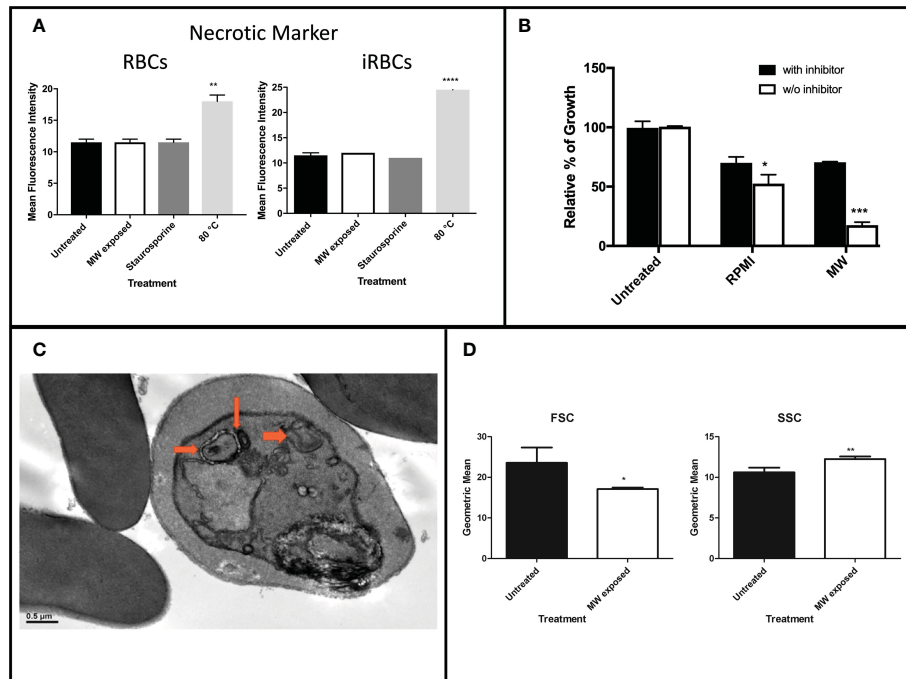 A
Necrotic Marker
RBCs
Mean Fluorescence Intensity
20
15
10
5
0
**
Untreated
MW exposed
Staurosporine
80 °C
Treatment
iRBCs
Mean Fluorescence Intensity
25
20
15
10
5
0
****
Untreated
MW exposed
Staurosporine
80 °C
Treatment
B
Relative % of Growth
150
100
50
0
with inhibitor
w/o inhibitor
*
***
Untreated
RPMI
MW
C
0.5 µm
D
FSC
Geometric Mean
30
20
10
0
*
Untreated
MW exposed
Treatment
SSC
Geometric Mean
15
10
5
0
**
Untreated
MW exposed
Treatment